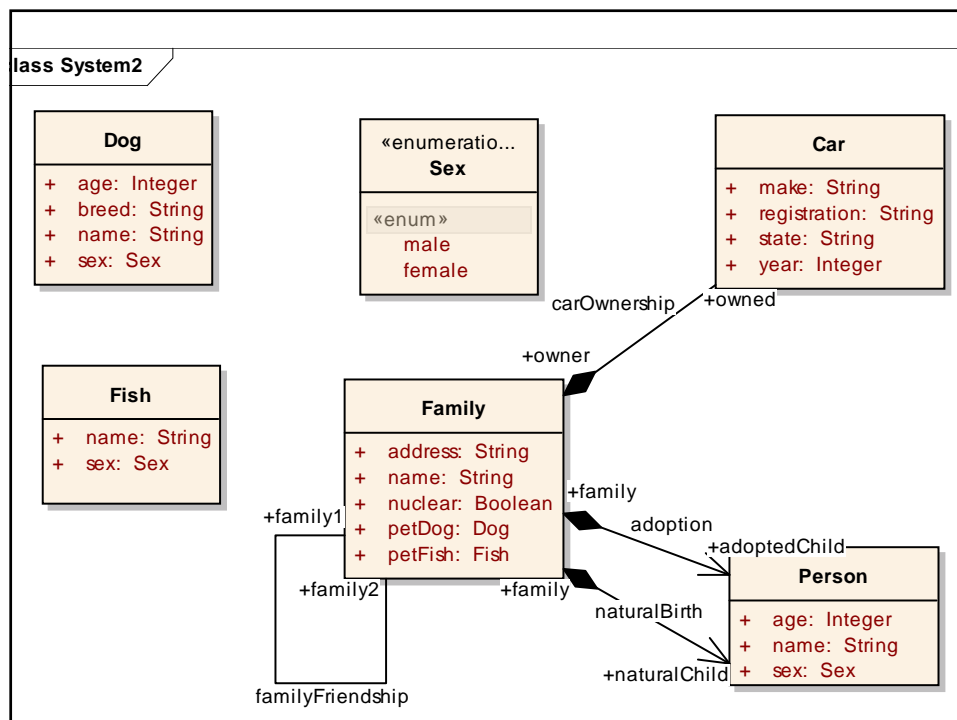 class System2
Dog
+ age: Integer
+ breed: String
+ name: String
+ sex: Sex
«enumeratio...
Sex
«enum»
male
female
Car
+ make: String
+ registration: String
+ state: String
+ year: Integer
carOwnership
+owned
+owner
Fish
+ name: String
+ sex: Sex
Family
+ address: String
+ name: String
+ nuclear: Boolean
+ petDog: Dog
+ petFish: Fish
+family1
+family2
familyFriendship
+family
adoption
+adoptedChild
+family
naturalBirth
+naturalChild
Person
+ age: Integer
+ name: String
+ sex: Sex